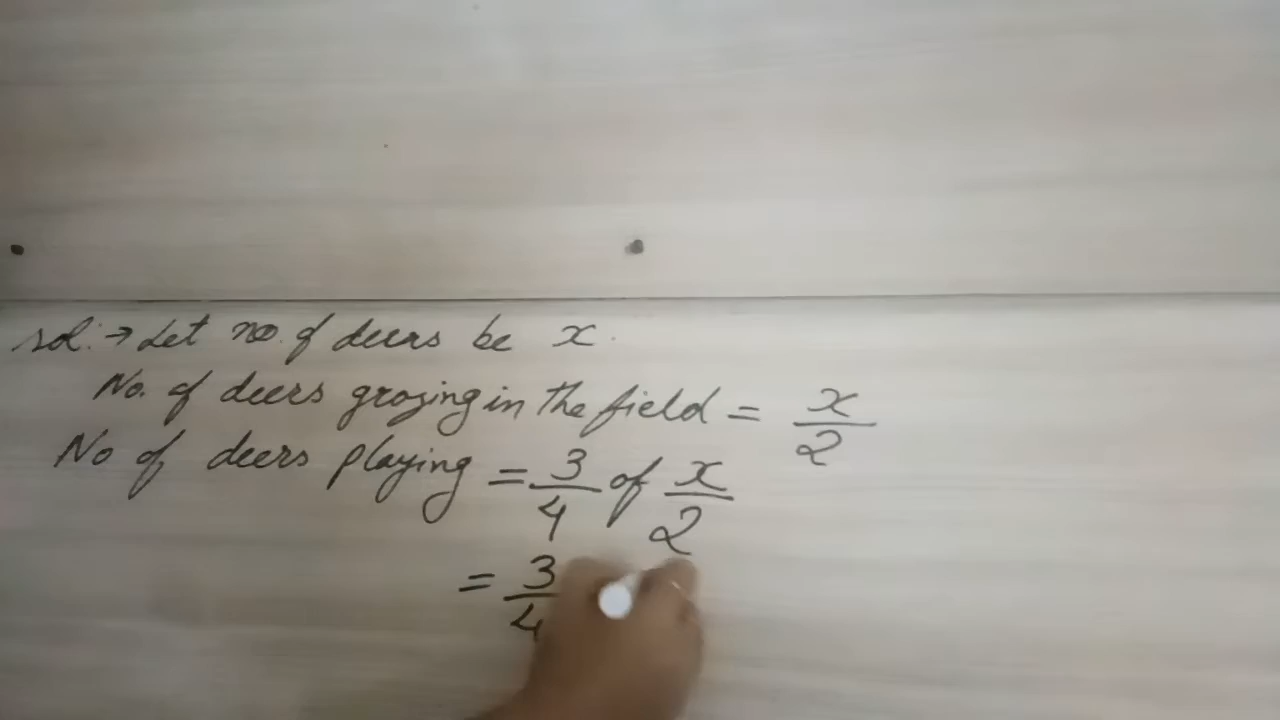 sol: → Let no. of deers be x.
No. of deers grazing in the field = x/2
No of deers playing = 3/4 of x/2
= 3/4